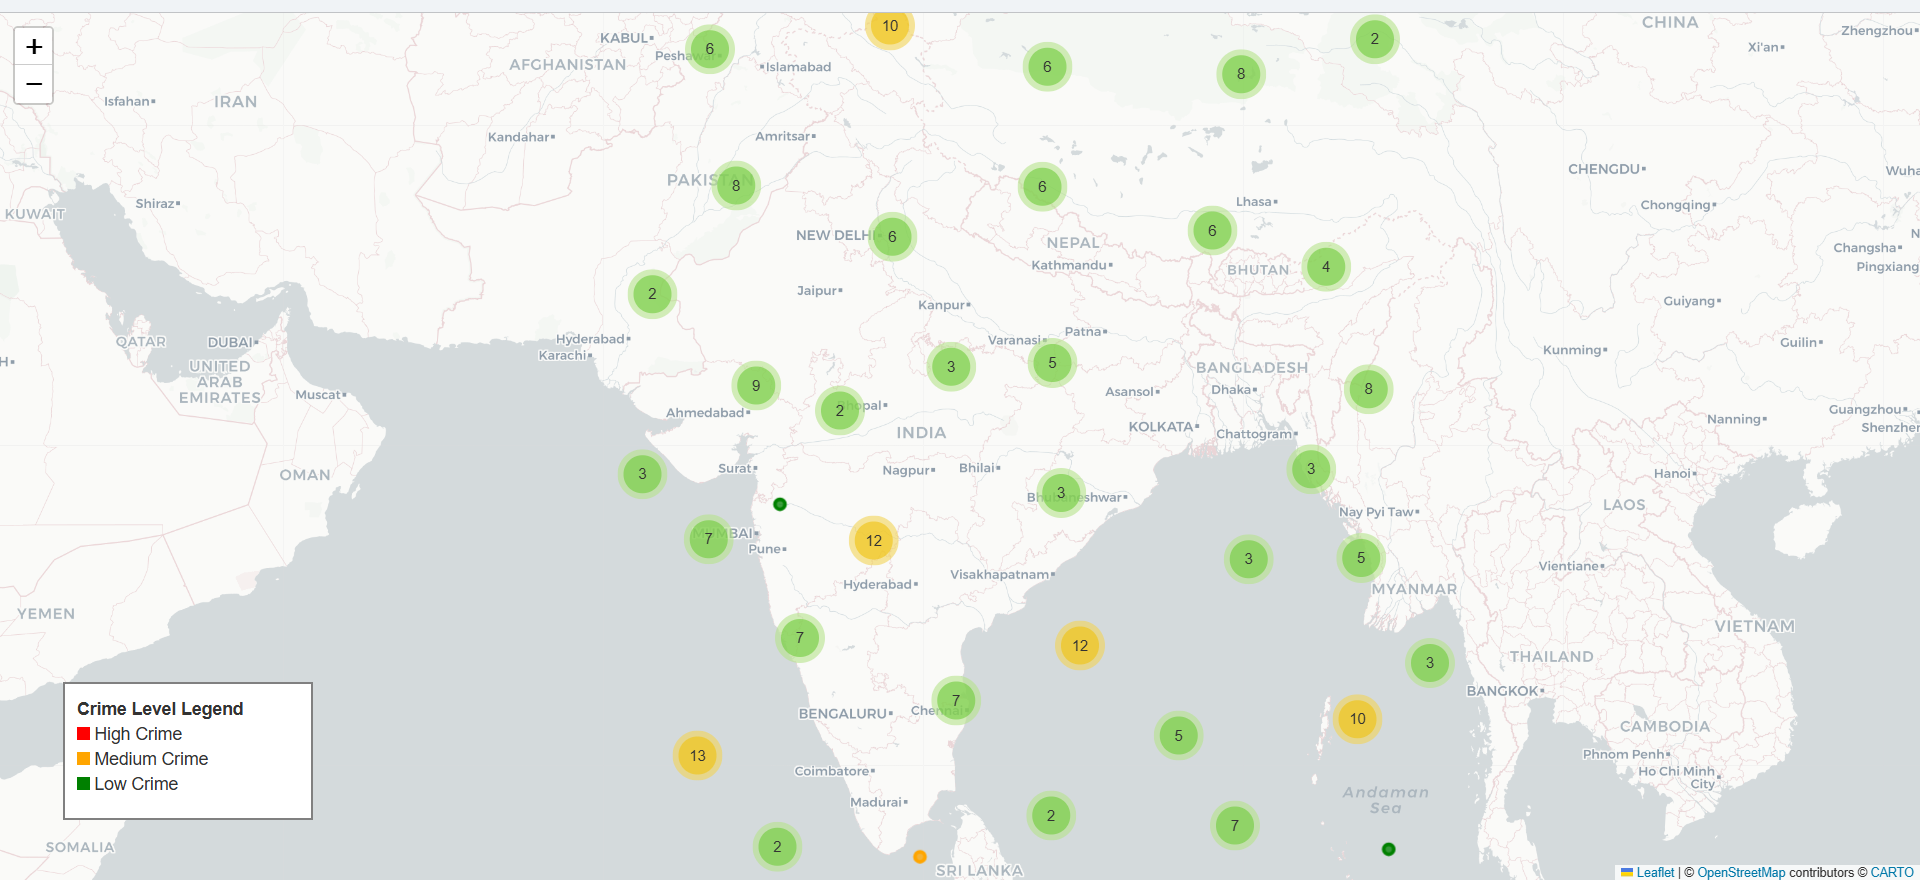 +
−
10
6
2
6
8
KABUL
Peshawar
Islamabad
AFGHANISTAN
CHINA
Zhengzhou
Xi'an
Isfahan
IRAN
Kandahar
Amritsar
CHENGDU
Wuha
PAKISTAN
8
6
Lhasa
Shiraz
KUWAIT
Chongqing
NEW DELHI
6
NEPAL
6
Changsha
N
Kathmandu
BHUTAN
4
Pingxiang
Jaipur
2
Kanpur
Guiyang
QATAR
DUBAI
Hyderabad
Karachi
Varanasi
Patna
Guilin
Kunming
H
UNITED
ARAB
EMIRATES
Muscat
3
5
BANGLADESH
9
Asansol
Dhaka
8
Ahmedabad
2
Bhopal
Guangzhou
Nanning
Shenzhen
KOLKATA
Chattogram
INDIA
OMAN
3
Surat
Nagpur
Bhilai
3
Hanoi
3
Bhubaneshwar
LAOS
Nay Pyi Taw
7
MUMBAI
Pune
12
3
5
Vientiane
Hyderabad
Visakhapatnam
MYANMAR
YEMEN
7
12
VIETNAM
THAILAND
3
BANGKOK
7
Chennai
BENGALURU
10
CAMBODIA
5
13
Phnom Penh
Ho Chi Minh
City
Coimbatore
Andaman
Sea
Madurai
2
7
2
SOMALIA
SRI LANKA
Crime Level Legend
High Crime
Medium Crime
Low Crime
Leaflet | © OpenStreetMap contributors © CARTO